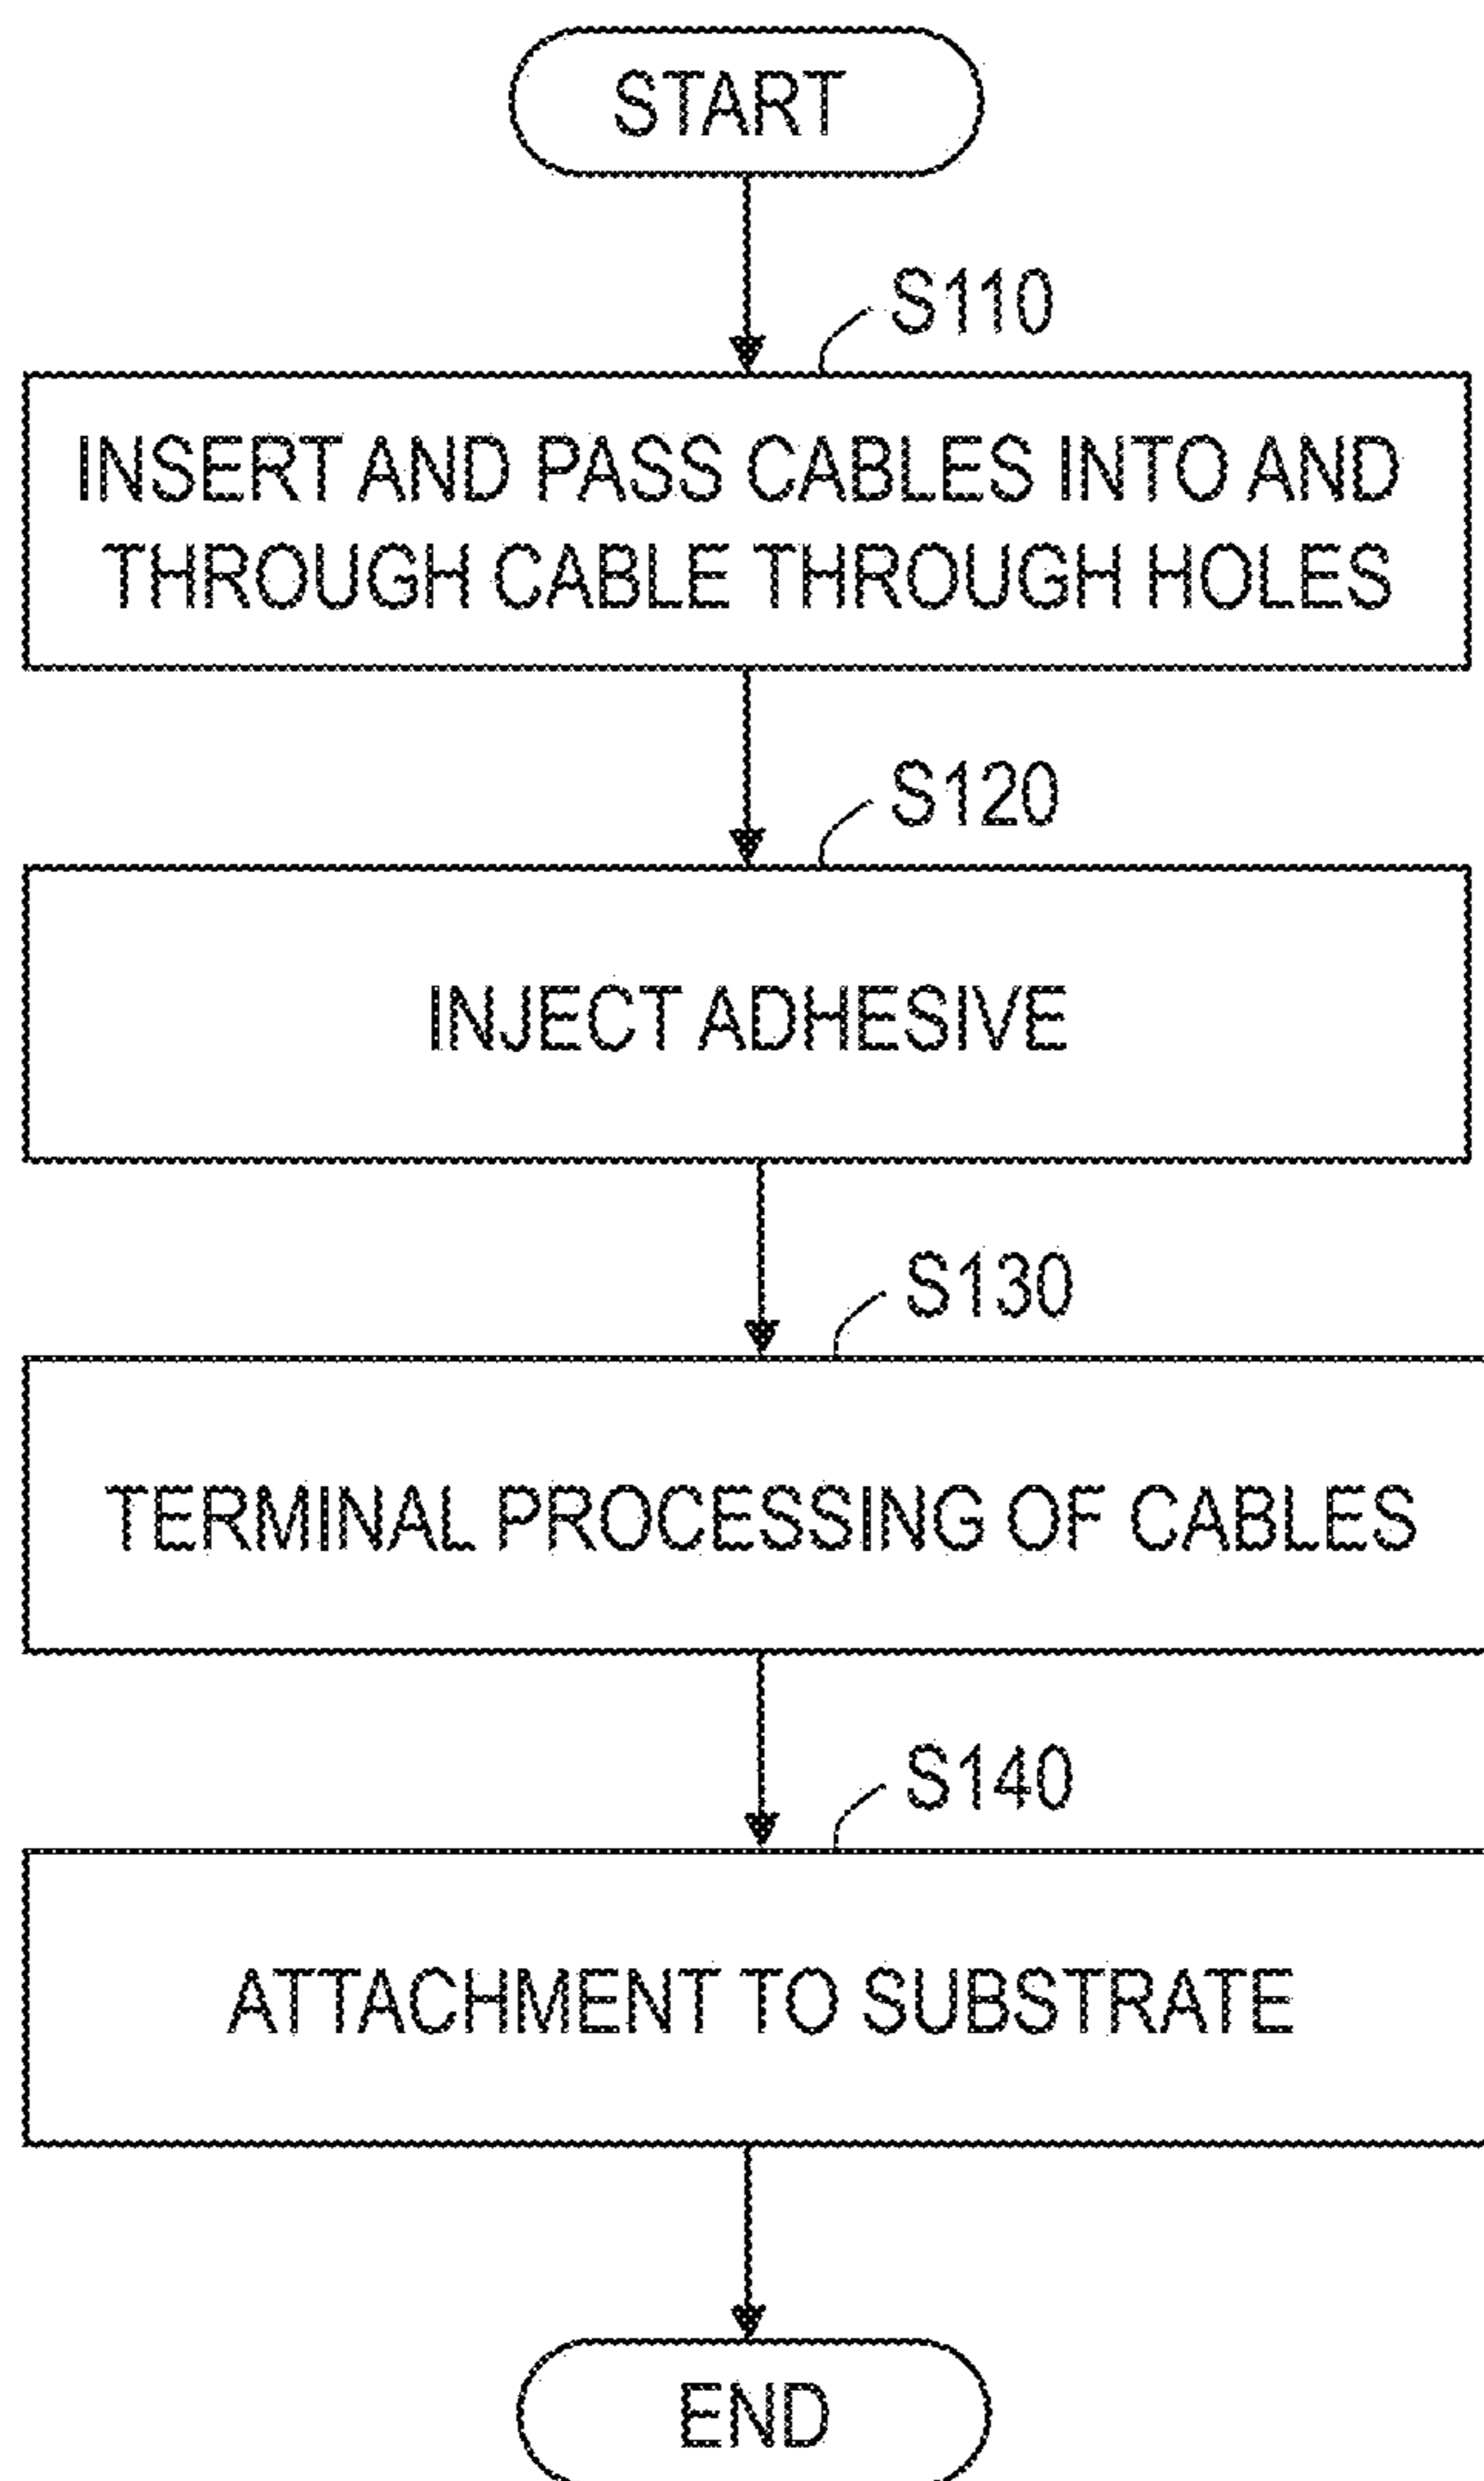 START
S110
INSERT AND PASS CABLES INTO AND
THROUGH CABLE THROUGH HOLES
S120
INJECT ADHESIVE
S130
TERMINAL PROCESSING OF CABLES
S140
ATTACHMENT TO SUBSTRATE
END